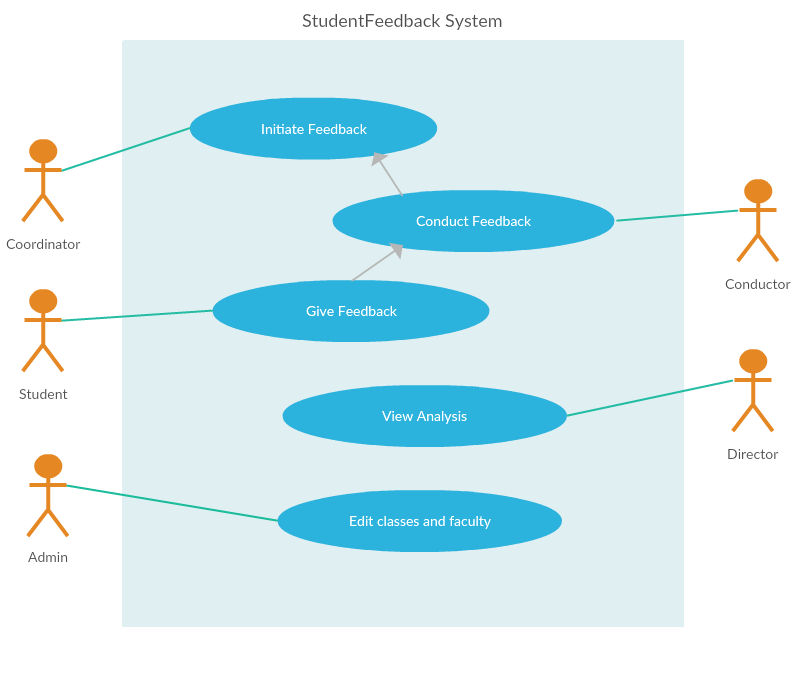 StudentFeedback System
Initiate Feedback
Conduct Feedback
Coordinator
Conductor
Give Feedback
Student
View Analysis
Director
Edit classes and faculty
Admin